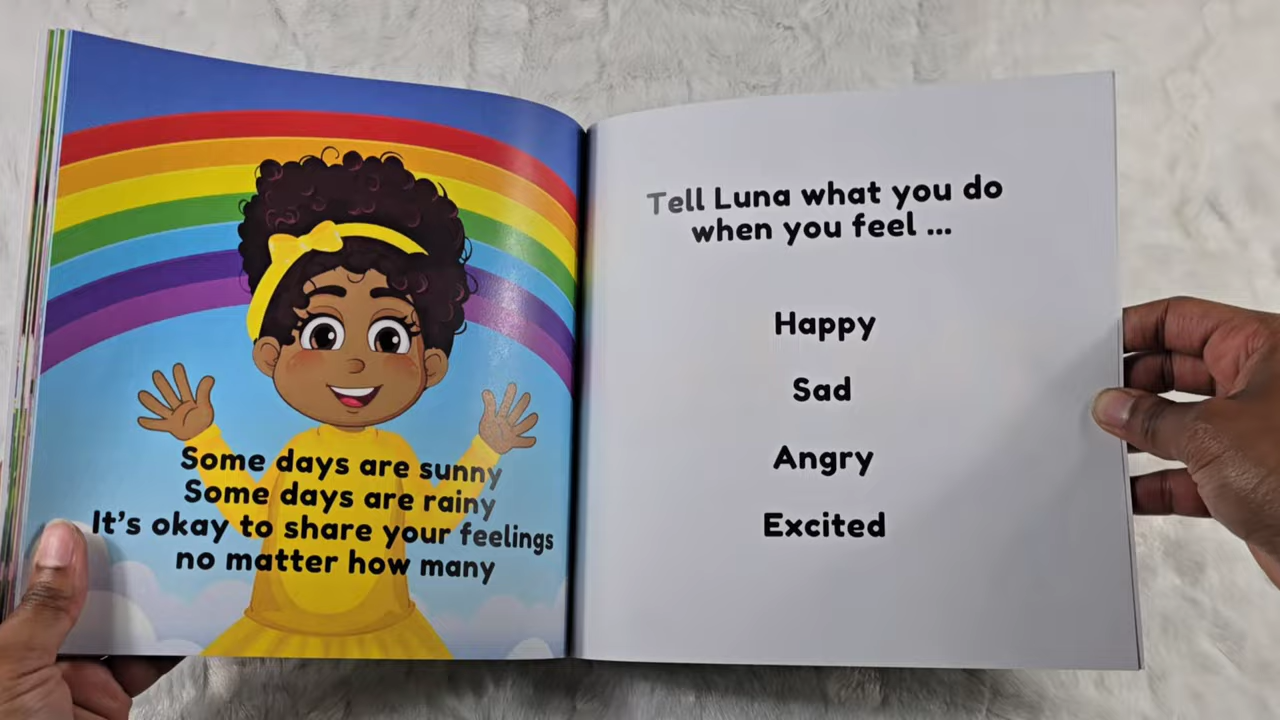 Some days are sunny
Some days are rainy
It's okay to share your feelings
no matter how many
Tell Luna what you do
when you feel ...
Happy
Sad
Angry
Excited